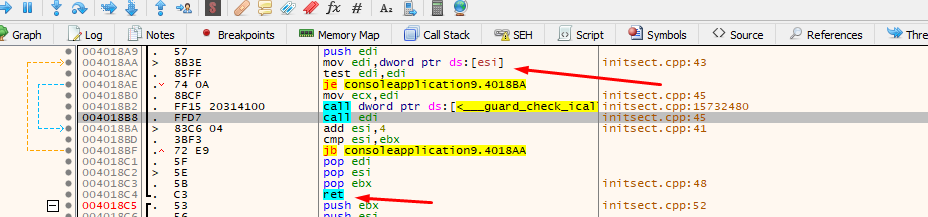 fx # A2
Graph Log Notes Breakpoints Memory Map Call Stack SEH Script Symbols Source References Thre
004018A9 . 57 push edi
004018AA > 8B3E mov edi,dword ptr ds:[esi] initsect.cpp:43
004018AC . 85FF test edi,edi
004018AE . 74 0A je consoleapplication9.4018BA
004018B0 . 8BCF mov ecx,edi initsect.cpp:45
004018B2 . FF15 20314100 call dword ptr ds:[<___guard_check_icall initsect.cpp:15732480
004018B8 . FFD7 call edi initsect.cpp:45
004018BA > 83C6 04 add esi,4 initsect.cpp:41
004018BD . 3BF3 cmp esi,ebx
004018BF . 72 E9 jb consoleapplication9.4018AA
004018C1 . 5F pop edi
004018C2 > 5E pop esi
004018C3 . 5B pop ebx initsect.cpp:48
004018C4 . C3 ret
004018C5 . 53 push ebx initsect.cpp:52